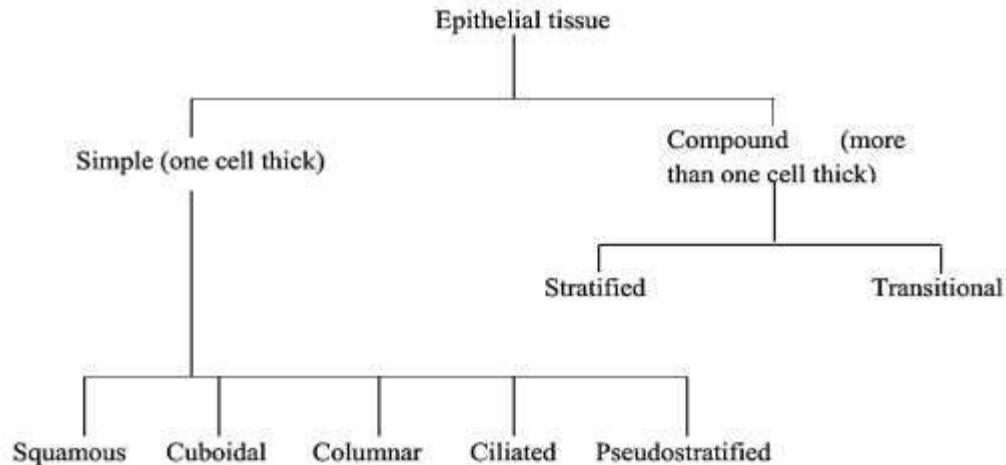 Epithelial tissue
Simple (one cell thick)
Compound (more
than one cell thick)
Stratified Transitional
Squamous Cuboidal Columnar Ciliated Pseudostratified